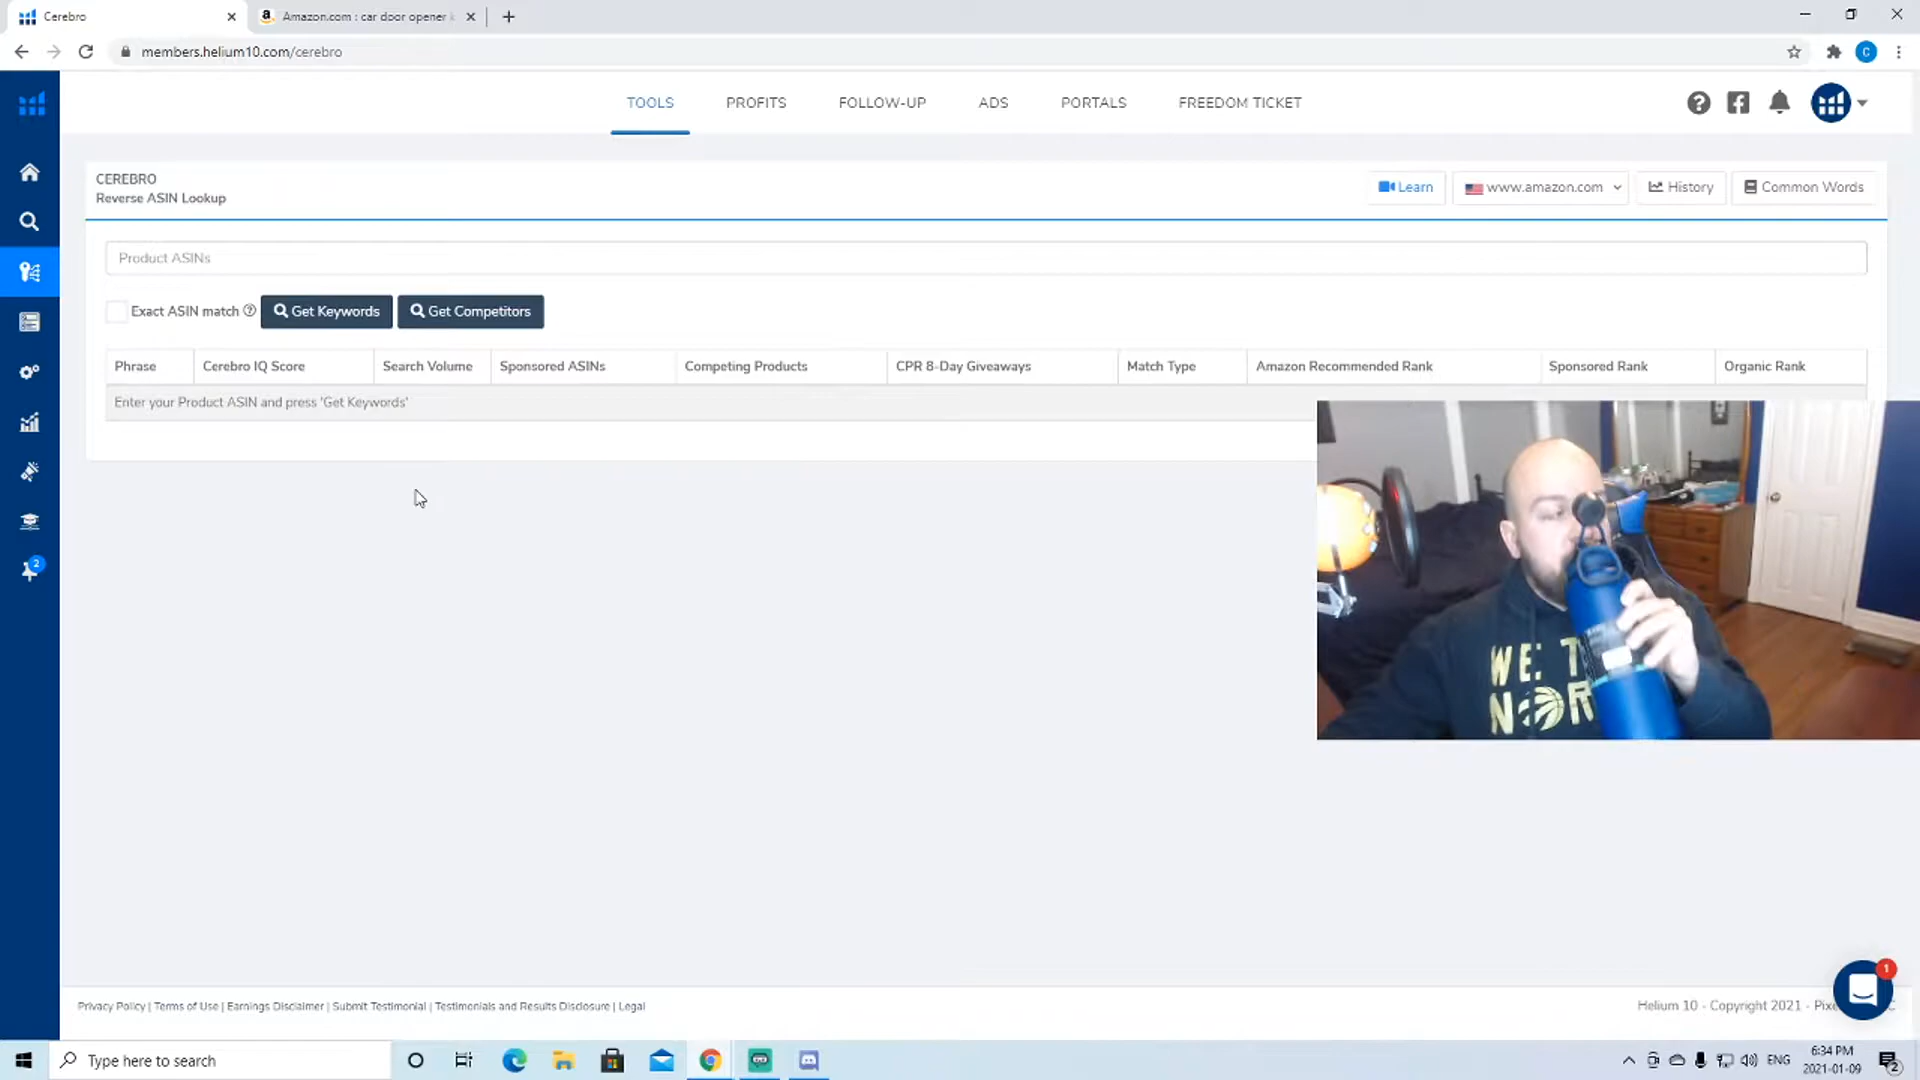 Cerebro
Amazon.com : car door opener
members.helium10.com/cerebro
TOOLS
PROFITS
FOLLOW-UP
ADS
PORTALS
FREEDOM TICKET
CEREBRO
Reverse ASIN Lookup
Learn
www.amazon.com
History
Common Words
Product ASINs
Exact ASIN match
Get Keywords
Get Competitors
Phrase
Cerebro IQ Score
Search Volume
Sponsored ASINs
Competing Products
CPR 8-Day Giveaways
Match Type
Amazon Recommended Rank
Sponsored Rank
Organic Rank
Enter your Product ASIN and press 'Get Keywords'
WE T
NOR
2
1
Privacy Policy | Terms of Use | Earnings Disclaimer | Submit Testimonial | Testimonials and Results Disclosure | Legal
Helium 10 - Copyright 2021 -
Type here to search
ENG
6:34 PM
2021-01-09
2
C